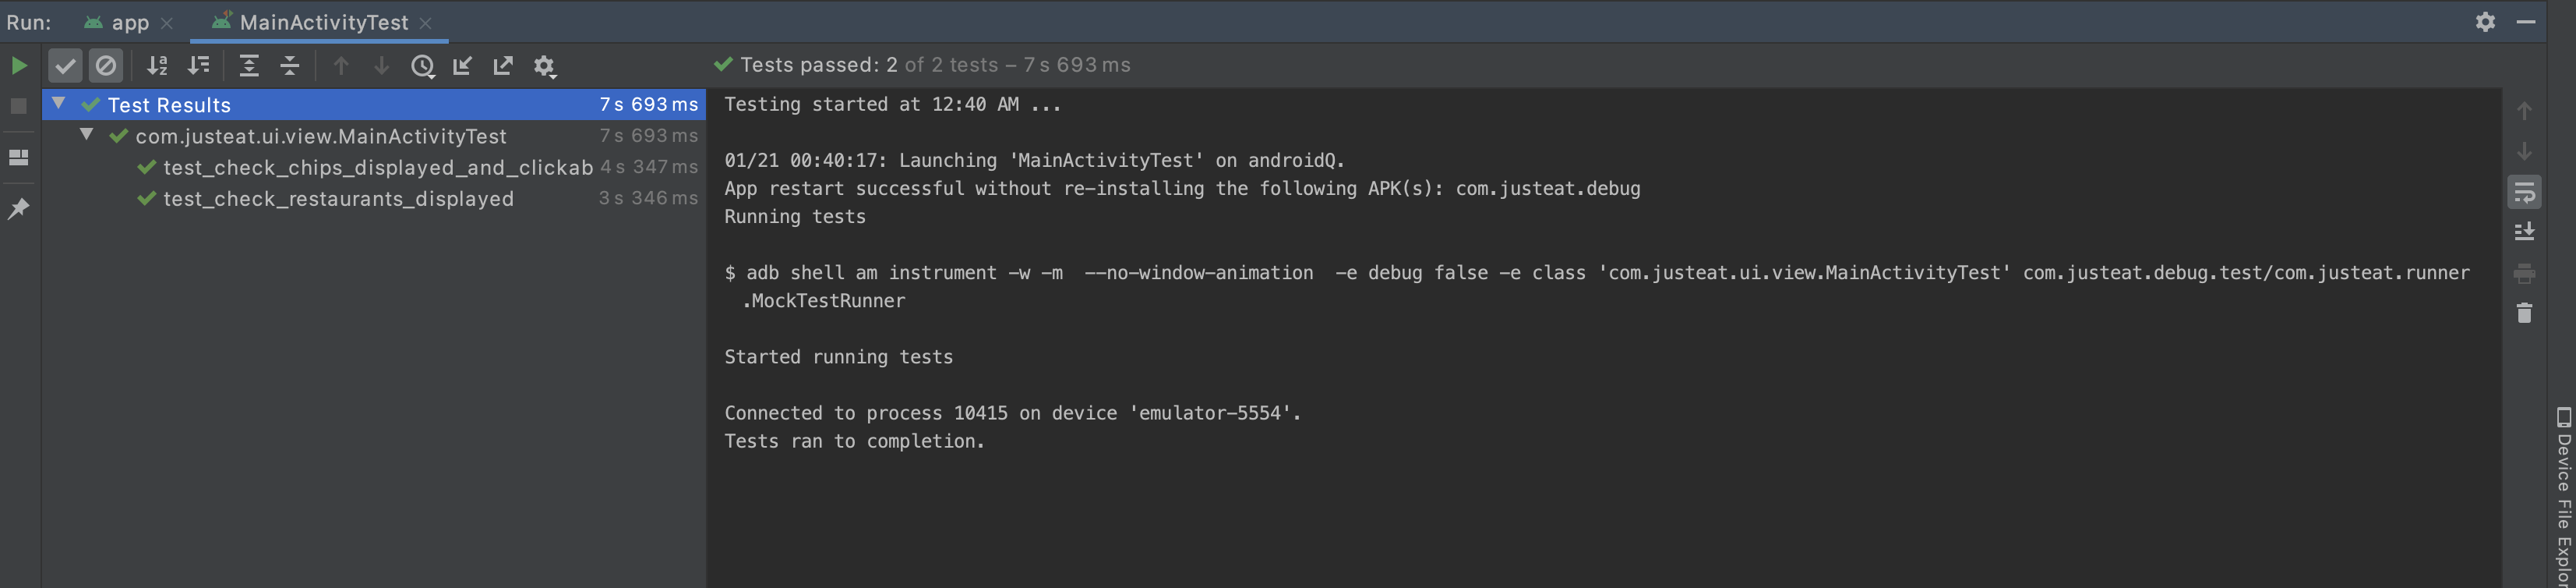 Run: app MainActivityTest
Tests passed: 2 of 2 tests – 7 s 693 ms
Test Results 7 s 693 ms
com.justeat.ui.view.MainActivityTest 7 s 693 ms
test_check_chips_displayed_and_clickab 4 s 347 ms
test_check_restaurants_displayed 3 s 346 ms
Testing started at 12:40 AM ...
01/21 00:40:17: Launching 'MainActivityTest' on androidQ.
App restart successful without re-installing the following APK(s): com.justeat.debug
Running tests
$ adb shell am instrument -w -m  --no-window-animation  -e debug false -e class 'com.justeat.ui.view.MainActivityTest' com.justeat.debug.test/com.justeat.runner
.MockTestRunner
Started running tests
Connected to process 10415 on device 'emulator-5554'.
Tests ran to completion.
Device File Explor